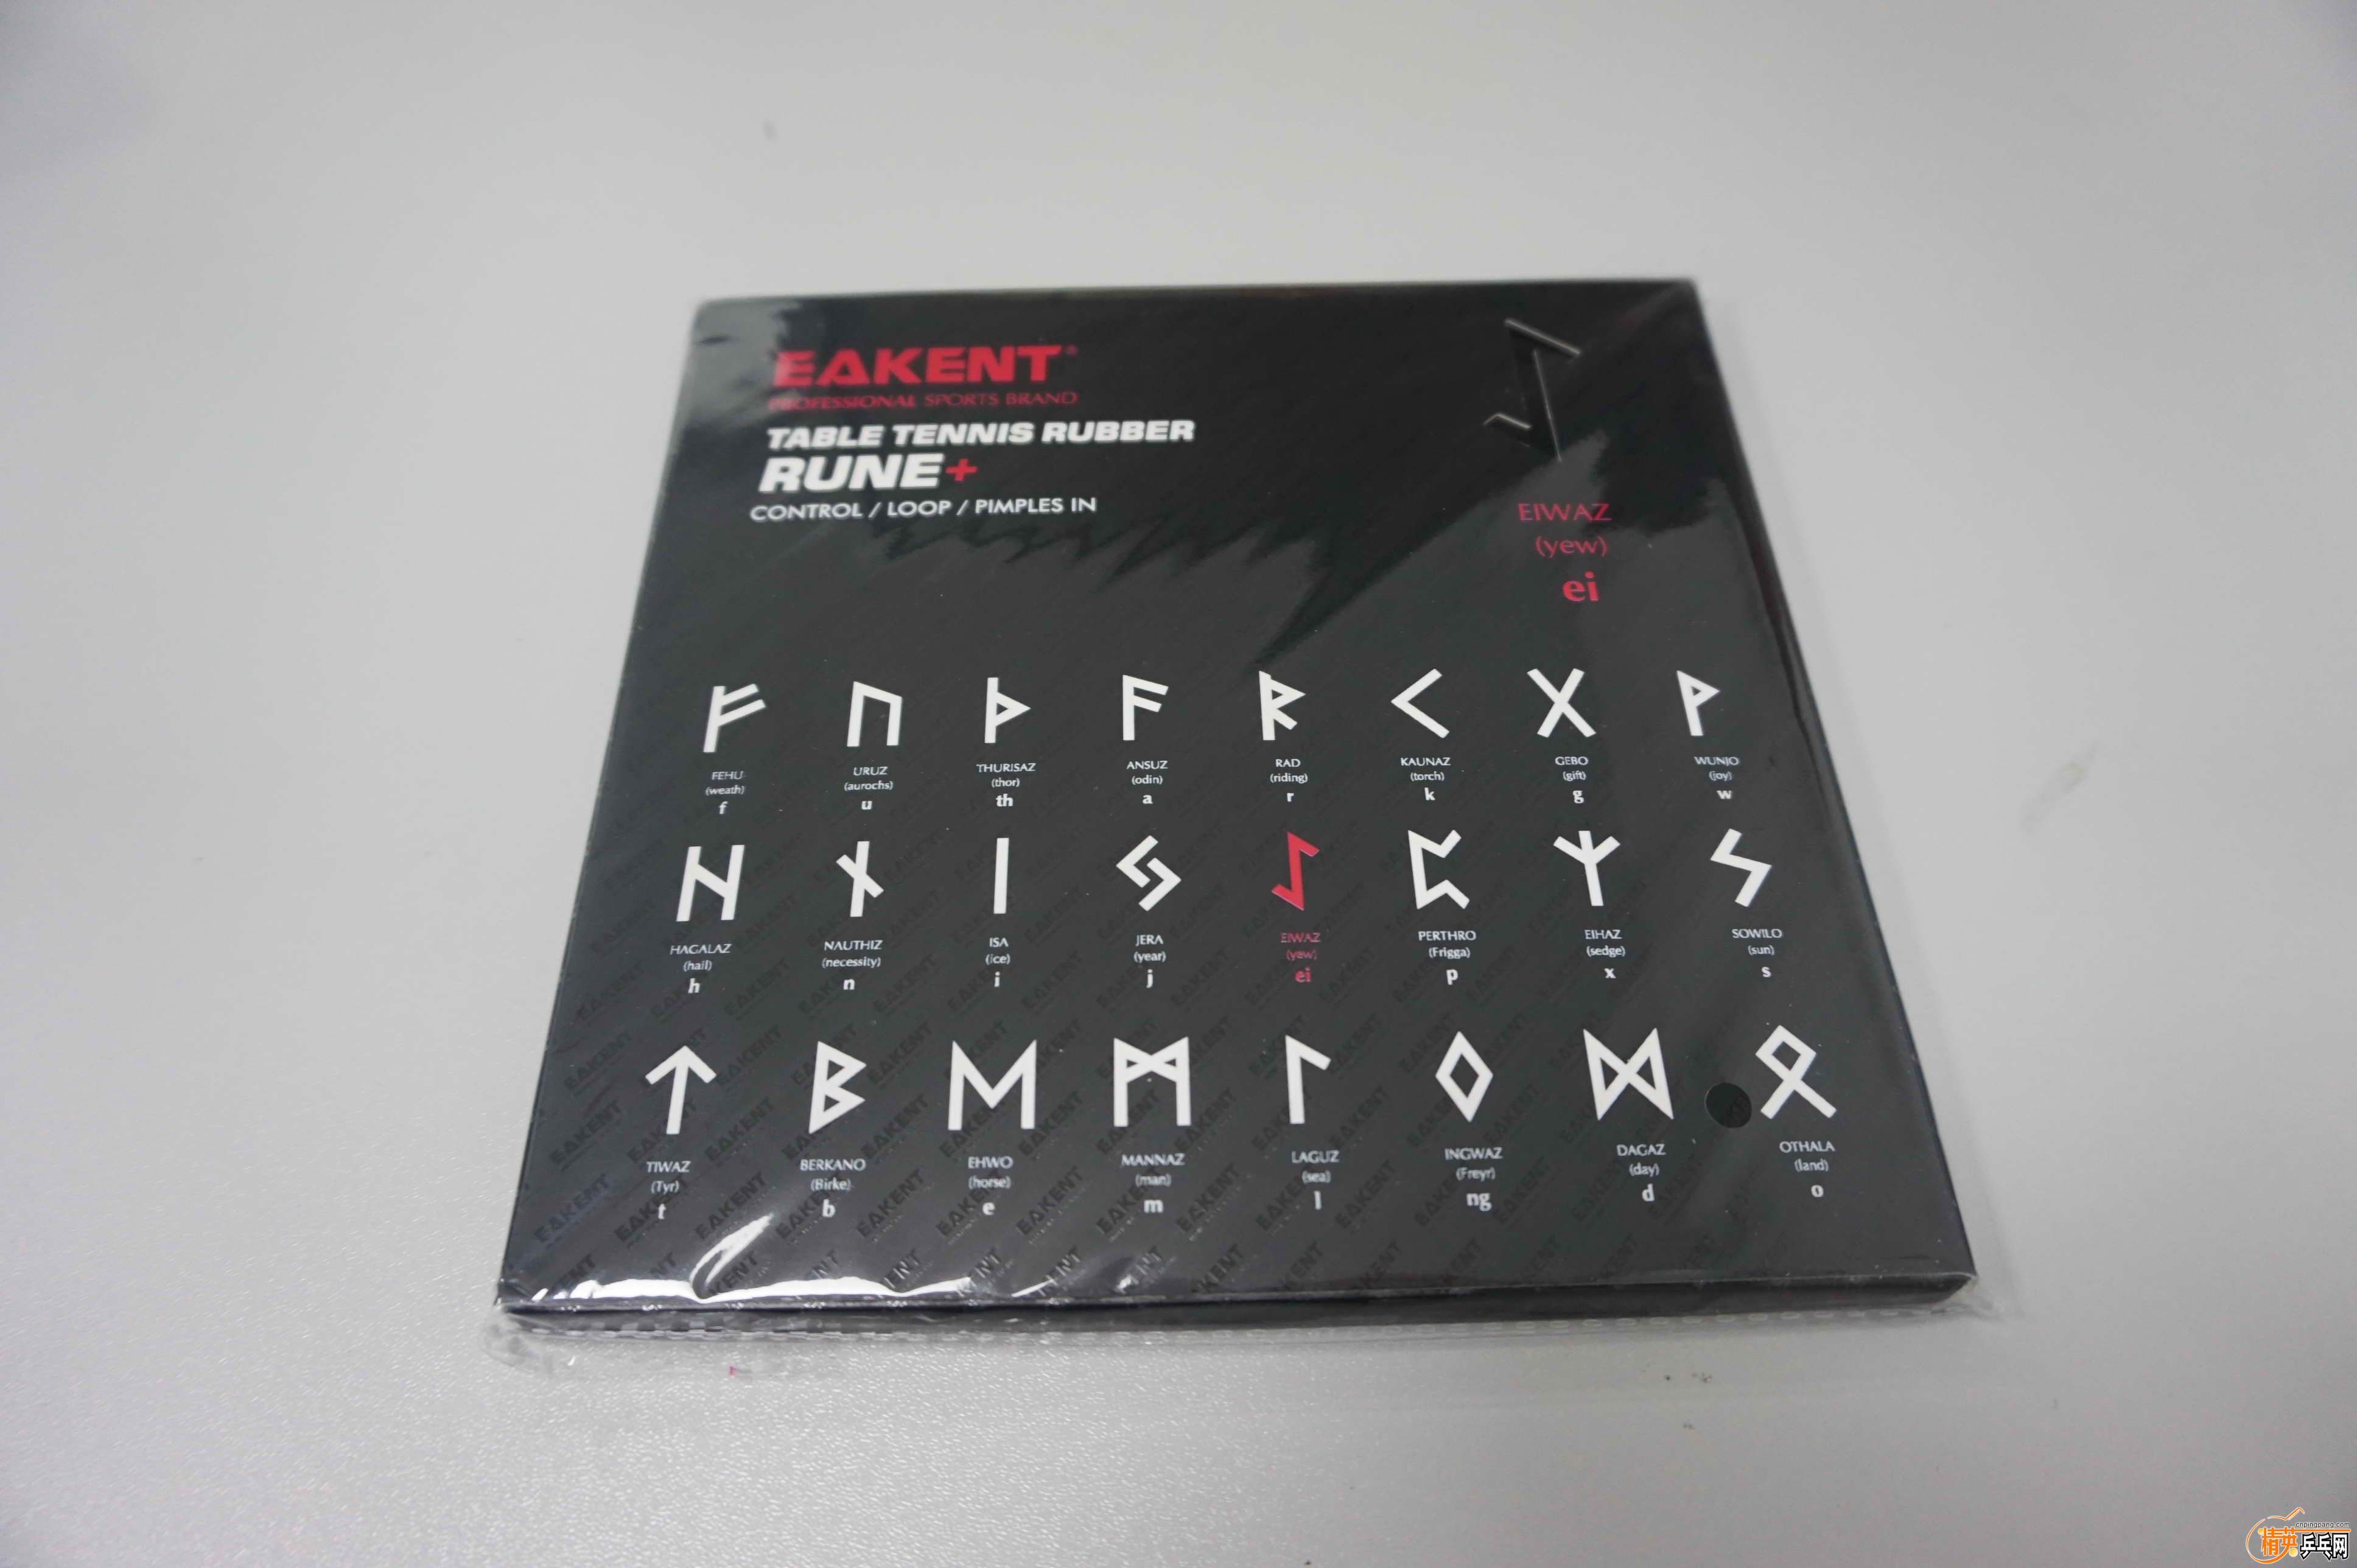 EAKENT®
PROFESSIONAL SPORTS BRAND
TABLE TENNIS RUBBER
RUNE+
CONTROL / LOOP / PIMPLES IN
ᛇ
EIWAZ
(yew)
ei
ᚠ ᚢ ᚦ ᚨ ᚱ ᚲ ᚷ ᚹ
FEHU URUZ THURISAZ ANSUZ RAD KAUNAZ GEBO WUNJO
(weath) (aurochs) (thor) (odin) (riding) (torch) (gift) (joy)
f u th a r k g w
ᚺ ᚾ ᛁ ᛃ ᛇ ᛈ ᛉ ᛊ
HAGALAZ NAUTHIZ ISA JERA EIWAZ PERTHRO EIHAZ SOWILO
(hail) (necessity) (ice) (year) (yew) (Frigga) (sedge) (sun)
h n i j ei p x s
ᛏ ᛒ ᛖ ᛗ ᛚ ᛜ ᛞ ᛟ
TIWAZ BERKANO EHWO MANNAZ LAGUZ INGWAZ DAGAZ OTHALA
(Tyr) (Birke) (horse) (man) (sea) (Freyr) (day) (land)
t b e m l ng d o
cnpingpang.com
精英乒乓网